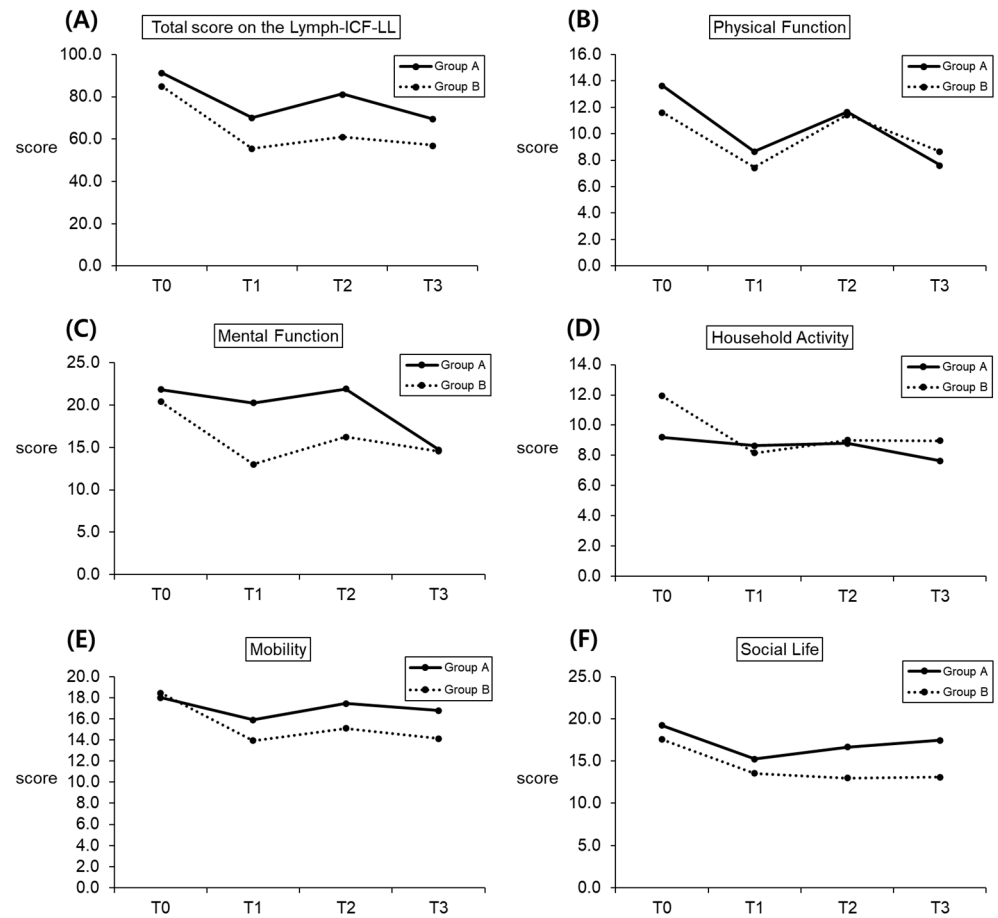 (A)
Total score on the Lymph-ICF-LL
100.0
80.0
60.0
40.0
20.0
0.0
score
Group A
Group B
T0 T1 T2 T3
(B)
Physical Function
16.0
14.0
12.0
10.0
8.0
6.0
4.0
2.0
0.0
score
Group A
Group B
T0 T1 T2 T3
(C)
Mental Function
25.0
20.0
15.0
10.0
5.0
0.0
score
Group A
Group B
T0 T1 T2 T3
(D)
Household Activity
14.0
12.0
10.0
8.0
6.0
4.0
2.0
0.0
score
Group A
Group B
T0 T1 T2 T3
(E)
Mobility
20.0
18.0
16.0
14.0
12.0
10.0
8.0
6.0
4.0
2.0
0.0
score
Group A
Group B
T0 T1 T2 T3
(F)
Social Life
25.0
20.0
15.0
10.0
5.0
0.0
score
Group A
Group B
T0 T1 T2 T3